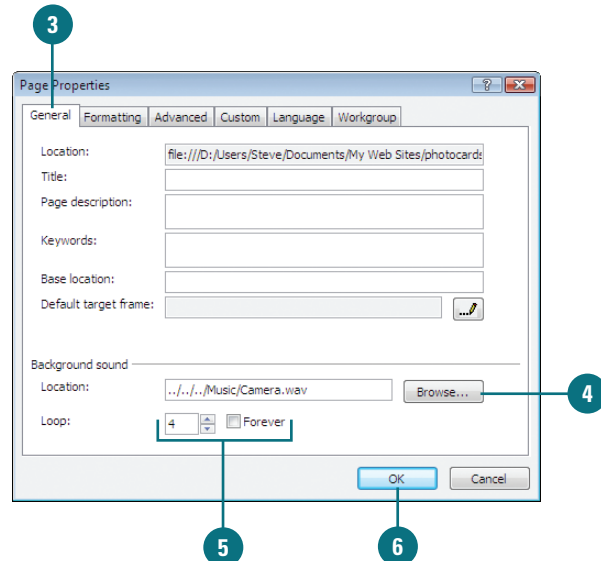 3
Page Properties
General Formatting Advanced Custom Language Workgroup
Location: file:///D:/Users/Steve/Documents/My Web Sites/photocards
Title:
Page description:
Keywords:
Base location:
Default target frame:
Background sound
Location: ../../../Music/Camera.wav Browse... 4
Loop: 4 Forever
OK Cancel
5 6